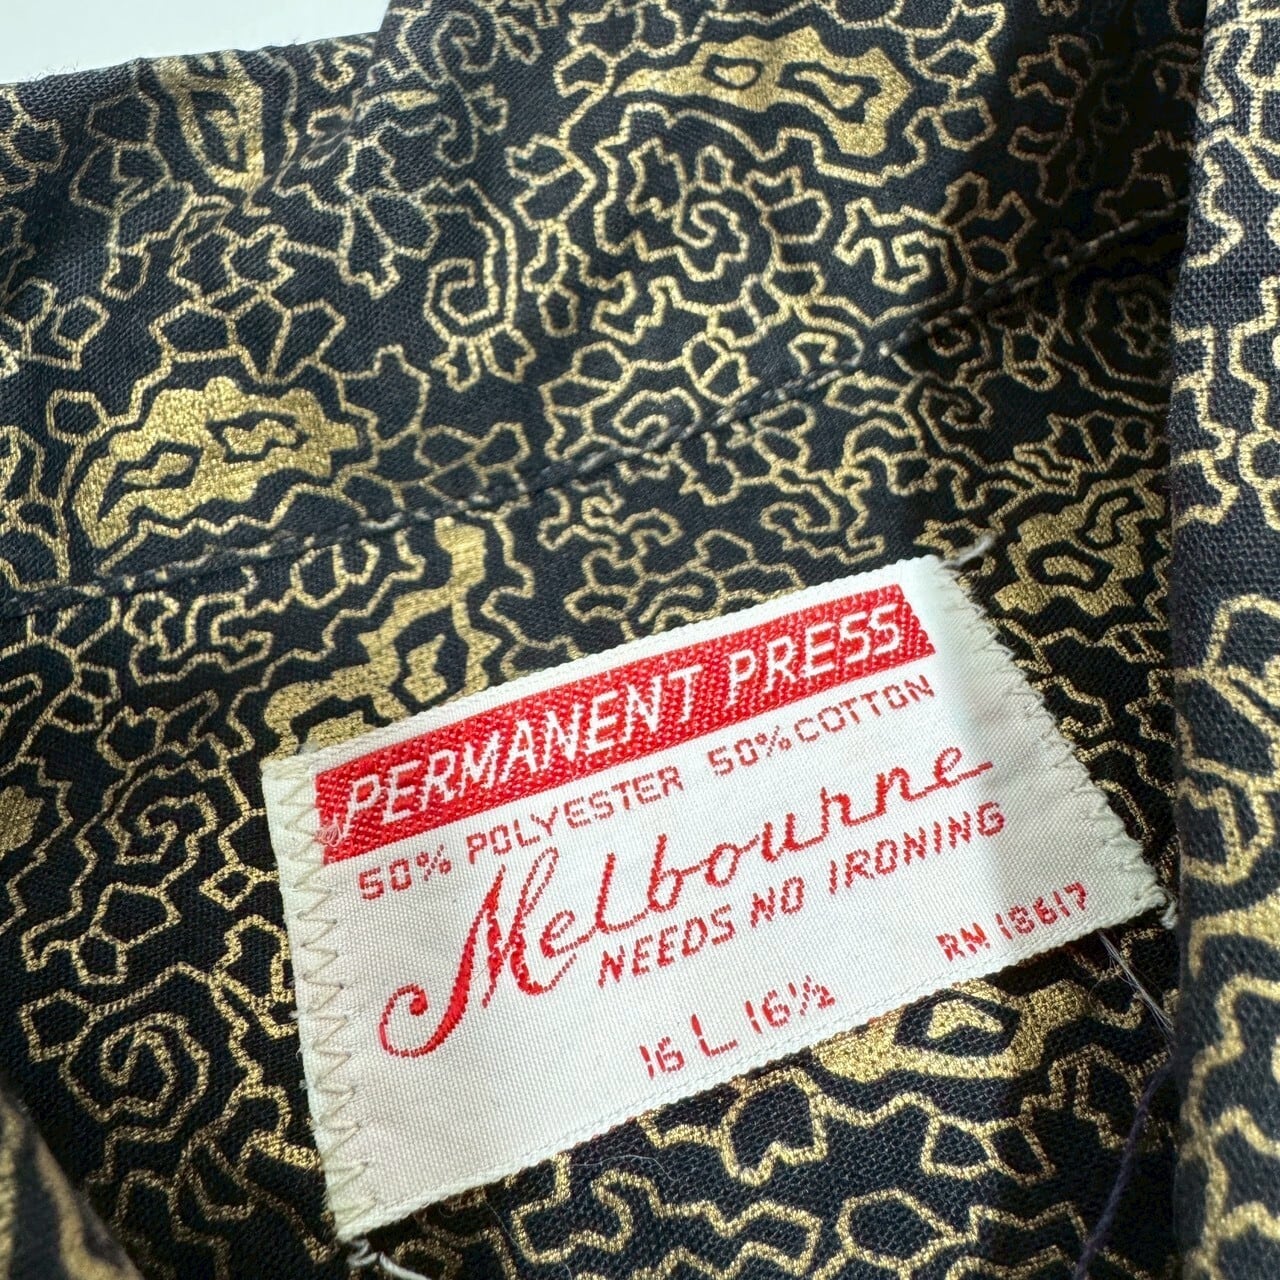 PERMANENT PRESS
50% POLYESTER 50% COTTON
Melbourne
NEEDS NO IRONING
RN 18617
16 L 16½